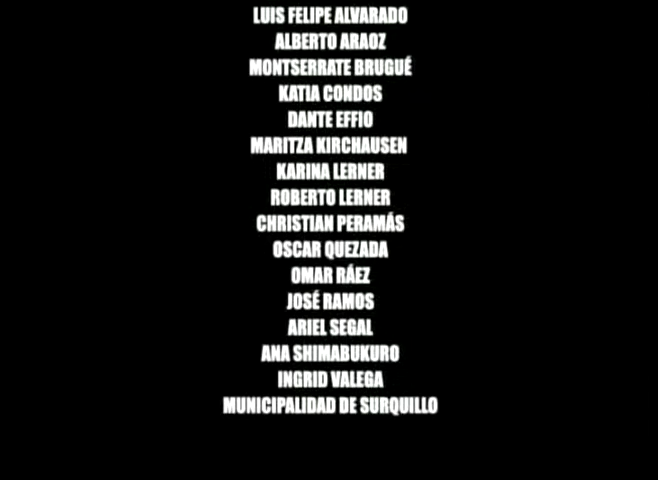 LUIS FELIPE ALVARADO
ALBERTO ARAOZ
MONTSERRATE BRUGUÉ
KATIA CONDOS
DANTE EFFIO
MARITZA KIRCHAUSEN
KARINA LERNER
ROBERTO LERNER
CHRISTIAN PERAMÁS
OSCAR QUEZADA
OMAR RÁEZ
JOSÉ RAMOS
ARIEL SEGAL
ANA SHIMABUKURO
INGRID VALEGA
MUNICIPALIDAD DE SURQUILLO